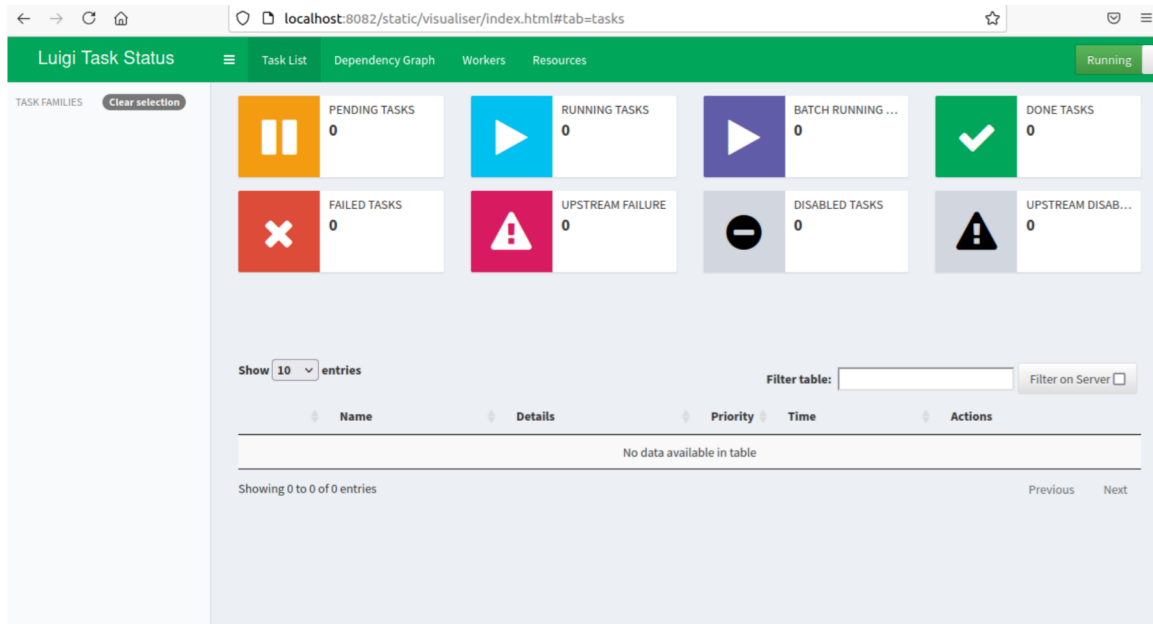 localhost:8082/static/visualiser/index.html#tab=tasks
Luigi Task Status
Task List Dependency Graph Workers Resources Running
TASK FAMILIES Clear selection
PENDING TASKS
0
RUNNING TASKS
0
BATCH RUNNING ...
0
DONE TASKS
0
FAILED TASKS
0
UPSTREAM FAILURE
0
DISABLED TASKS
0
UPSTREAM DISAB...
0
Show 10 entries
Filter table: Filter on Server
Name Details Priority Time Actions
No data available in table
Showing 0 to 0 of 0 entries
Previous Next